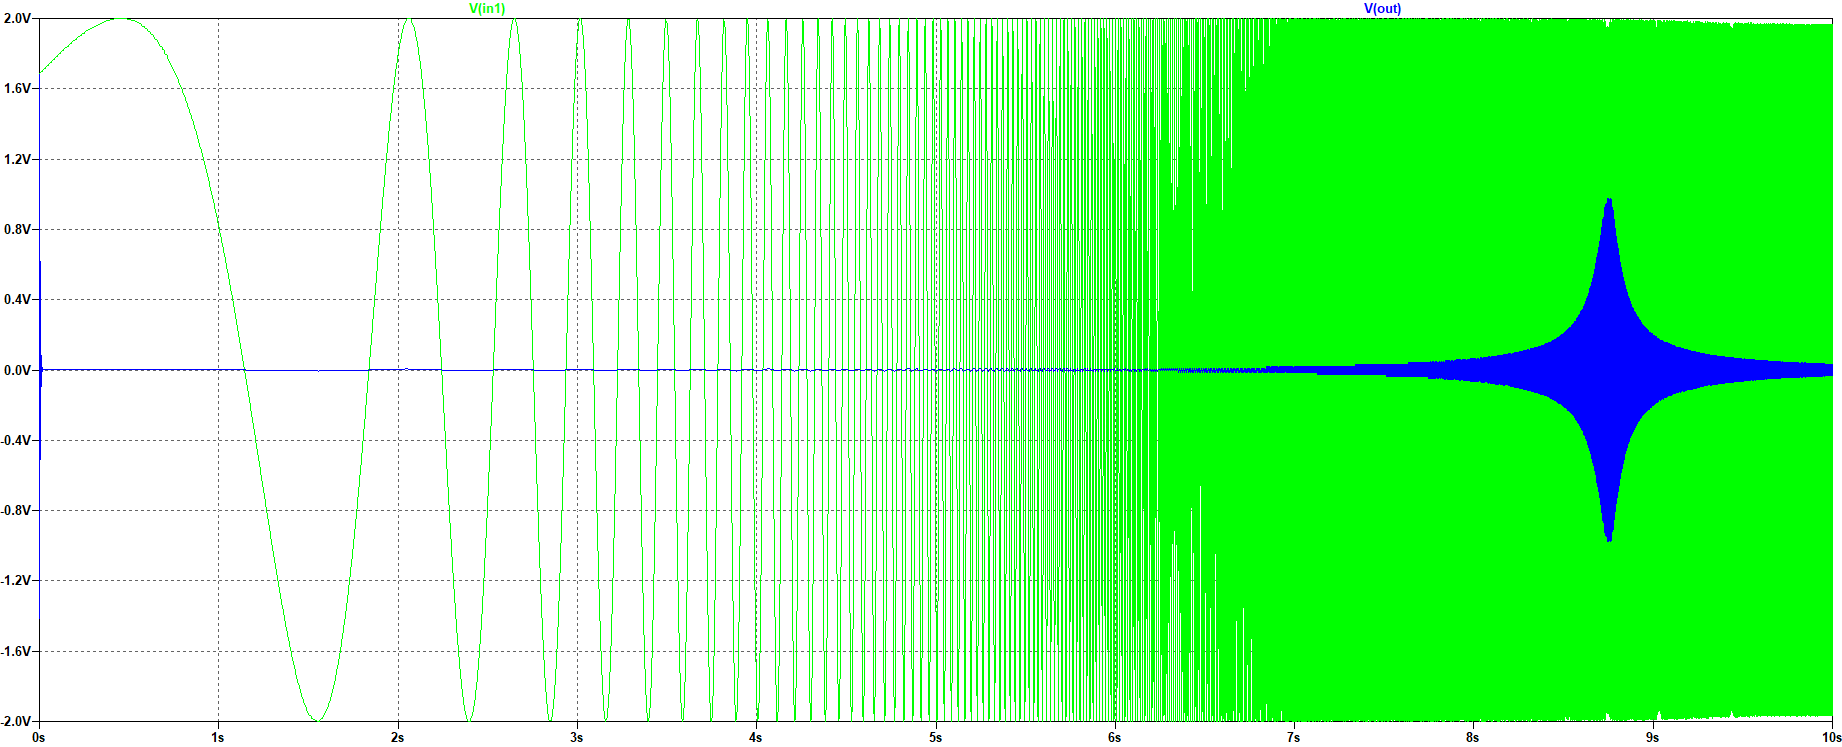 V(in1) V(out)
2.0V
1.6V
1.2V
0.8V
0.4V
0.0V
-0.4V
-0.8V
-1.2V
-1.6V
-2.0V
0s 1s 2s 3s 4s 5s 6s 7s 8s 9s 10s